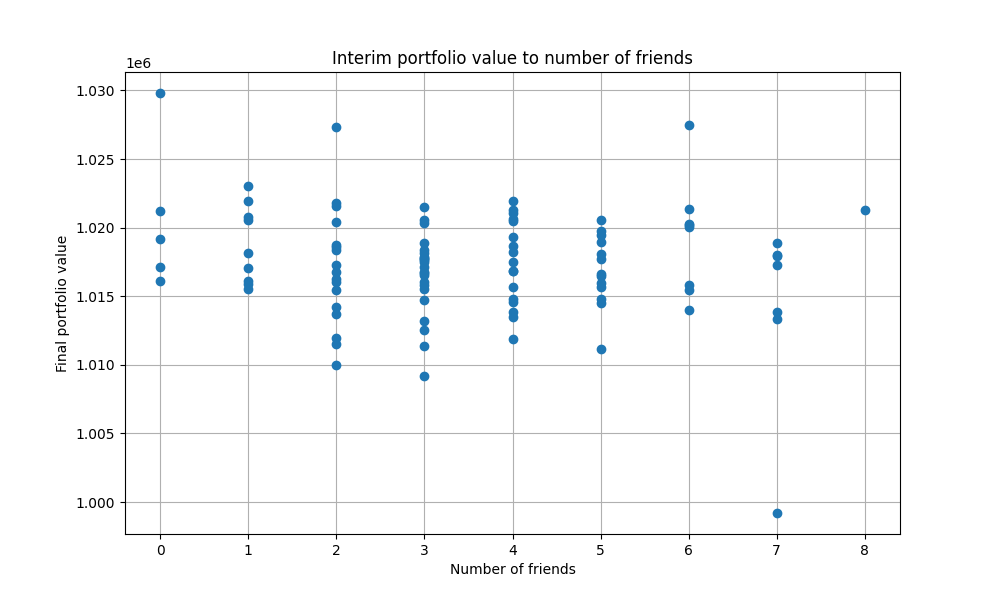 Interim portfolio value to number of friends
1e6
1.030
1.025
1.020
1.015
1.010
1.005
1.000
Final portfolio value
0 1 2 3 4 5 6 7 8
Number of friends